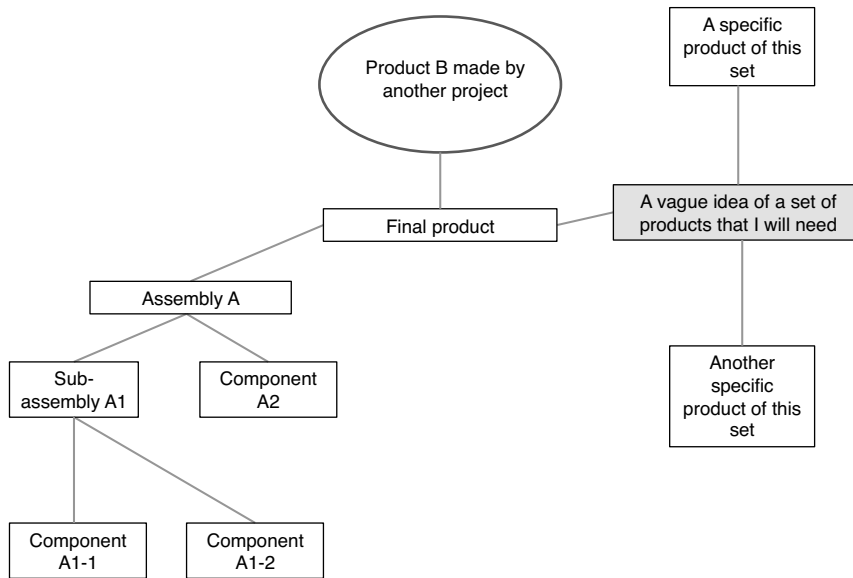 Product B made by
another project
A specific
product of this
set
Final product
A vague idea of a set of
products that I will need
Assembly A
Sub-
assembly A1
Component
A2
Another
specific
product of this
set
Component
A1-1
Component
A1-2